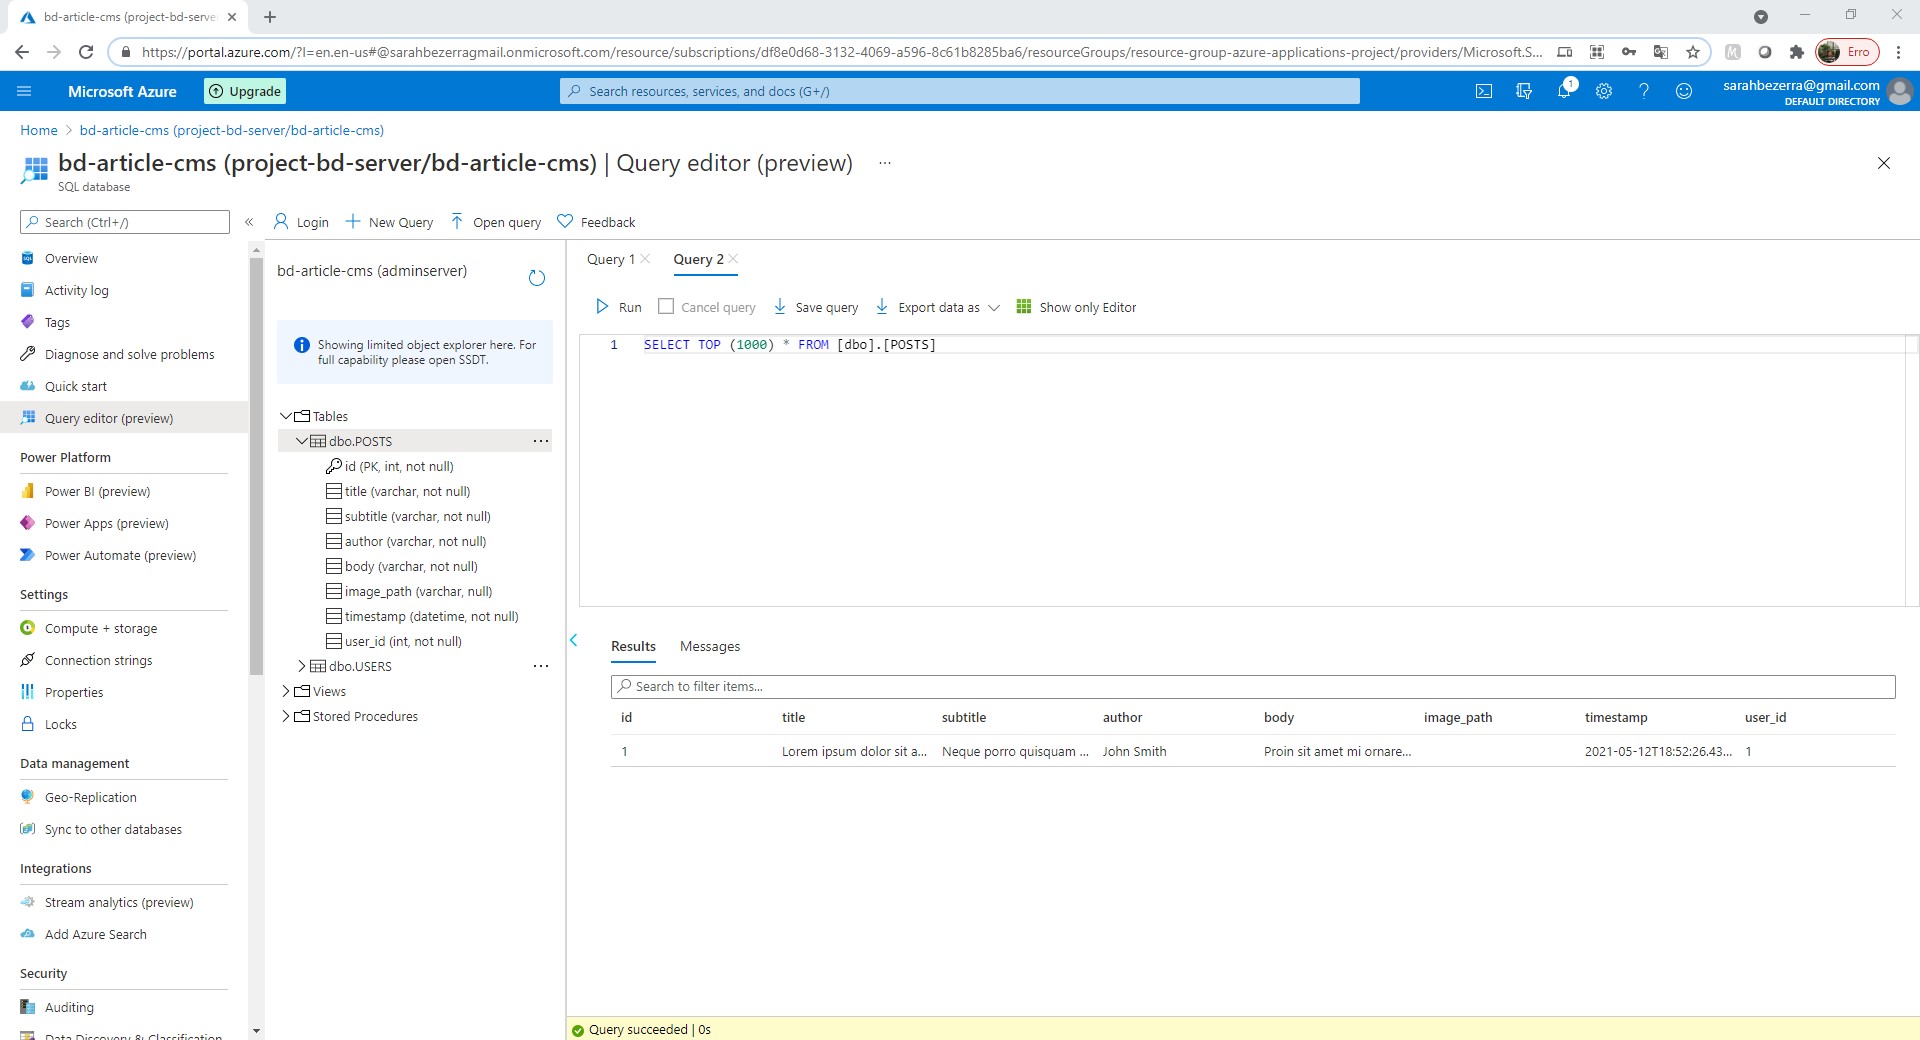 bd-article-cms (project-bd-serve
https://portal.azure.com/?l=en.en-us#@sarahbezerragmail.onmicrosoft.com/resource/subscriptions/df8e0d68-3132-4069-a596-8c61b8285ba6/resourceGroups/resource-group-azure-applications-project/providers/Microsoft.S...
Erro
Microsoft Azure
Upgrade
Search resources, services, and docs (G+/)
1
sarahbezerra@gmail.com
DEFAULT DIRECTORY
Home > bd-article-cms (project-bd-server/bd-article-cms)
bd-article-cms (project-bd-server/bd-article-cms) | Query editor (preview) ...
SQL database
Search (Ctrl+/)
«
Login
New Query
Open query
Feedback
Overview
Activity log
Tags
Diagnose and solve problems
Quick start
Query editor (preview)
Power Platform
Power BI (preview)
Power Apps (preview)
Power Automate (preview)
Settings
Compute + storage
Connection strings
Properties
Locks
Data management
Geo-Replication
Sync to other databases
Integrations
Stream analytics (preview)
Add Azure Search
Security
Auditing
Data Discovery & Classification
bd-article-cms (adminserver)
Showing limited object explorer here. For
full capability please open SSDT.
Tables
dbo.POSTS
id (PK, int, not null)
title (varchar, not null)
subtitle (varchar, not null)
author (varchar, not null)
body (varchar, not null)
image_path (varchar, null)
timestamp (datetime, not null)
user_id (int, not null)
dbo.USERS
Views
Stored Procedures
Query 1
Query 2
Run
Cancel query
Save query
Export data as
Show only Editor
1 SELECT TOP (1000) * FROM [dbo].[POSTS]
Results
Messages
Search to filter items...
id title subtitle author body image_path timestamp user_id
1 Lorem ipsum dolor sit a... Neque porro quisquam ... John Smith Proin sit amet mi ornare... 2021-05-12T18:52:26.43... 1
Query succeeded | 0s